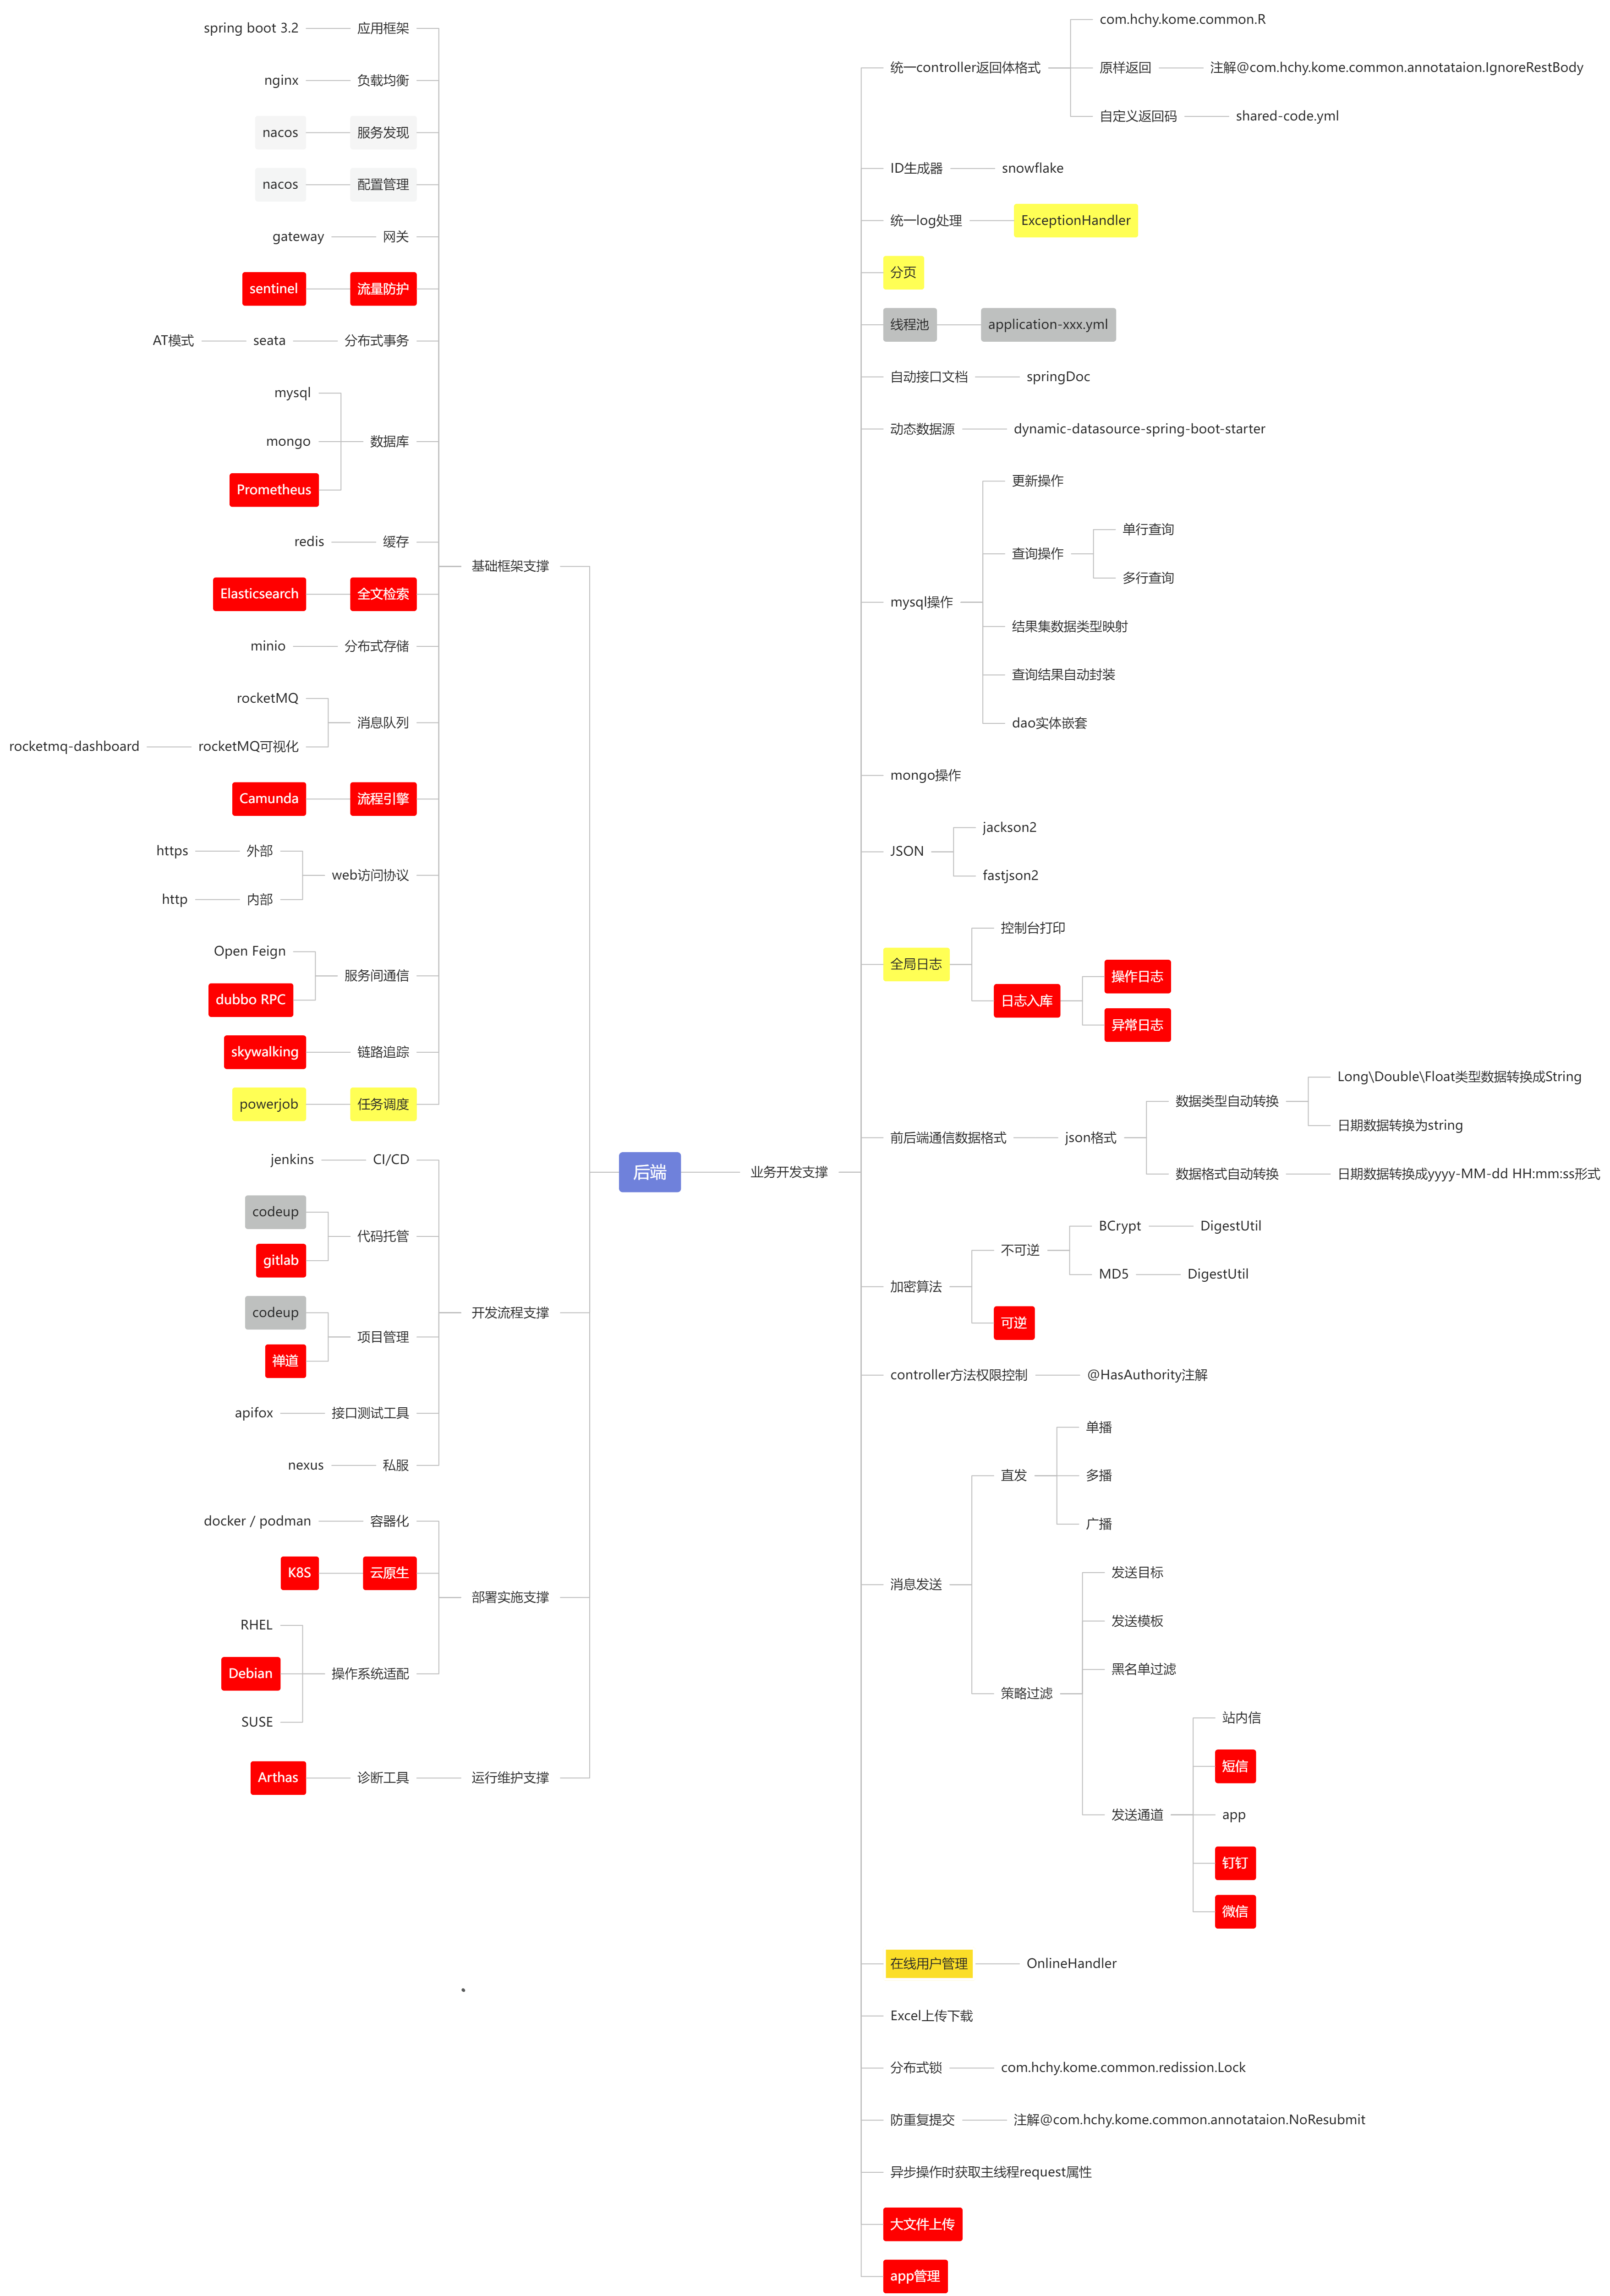 后端
基础框架支撑
应用框架
spring boot 3.2
负载均衡
nginx
服务发现
nacos
配置管理
nacos
网关
gateway
流量防护
sentinel
分布式事务
seata
AT模式
数据库
mysql
mongo
Prometheus
缓存
redis
全文检索
Elasticsearch
分布式存储
minio
消息队列
rocketMQ
rocketMQ可视化
rocketmq-dashboard
流程引擎
Camunda
web访问协议
外部
https
内部
http
服务间通信
Open Feign
dubbo RPC
链路追踪
skywalking
任务调度
powerjob
开发流程支撑
CI/CD
jenkins
代码托管
codeup
gitlab
项目管理
codeup
禅道
接口测试工具
apifox
私服
nexus
部署实施支撑
容器化
docker / podman
云原生
K8S
操作系统适配
RHEL
Debian
SUSE
运行维护支撑
诊断工具
Arthas
业务开发支撑
统一controller返回体格式
com.hchy.kome.common.R
原样返回
注解@com.hchy.kome.common.annotataion.IgnoreRestBody
自定义返回码
shared-code.yml
ID生成器
snowflake
统一log处理
ExceptionHandler
分页
线程池
application-xxx.yml
自动接口文档
springDoc
动态数据源
dynamic-datasource-spring-boot-starter
mysql操作
更新操作
查询操作
单行查询
多行查询
结果集数据类型映射
查询结果自动封装
dao实体嵌套
mongo操作
JSON
jackson2
fastjson2
全局日志
控制台打印
日志入库
操作日志
异常日志
前后端通信数据格式
json格式
数据类型自动转换
Long\Double\Float类型数据转换成String
日期数据转换为string
数据格式自动转换
日期数据转换成yyyy-MM-dd HH:mm:ss形式
加密算法
不可逆
BCrypt
DigestUtil
MD5
DigestUtil
可逆
controller方法权限控制
@HasAuthority注解
消息发送
直发
单播
多播
广播
策略过滤
发送目标
发送模板
黑名单过滤
发送通道
站内信
短信
app
钉钉
微信
在线用户管理
OnlineHandler
Excel上传下载
分布式锁
com.hchy.kome.common.redission.Lock
防重复提交
注解@com.hchy.kome.common.annotataion.NoResubmit
异步操作时获取主线程request属性
大文件上传
app管理